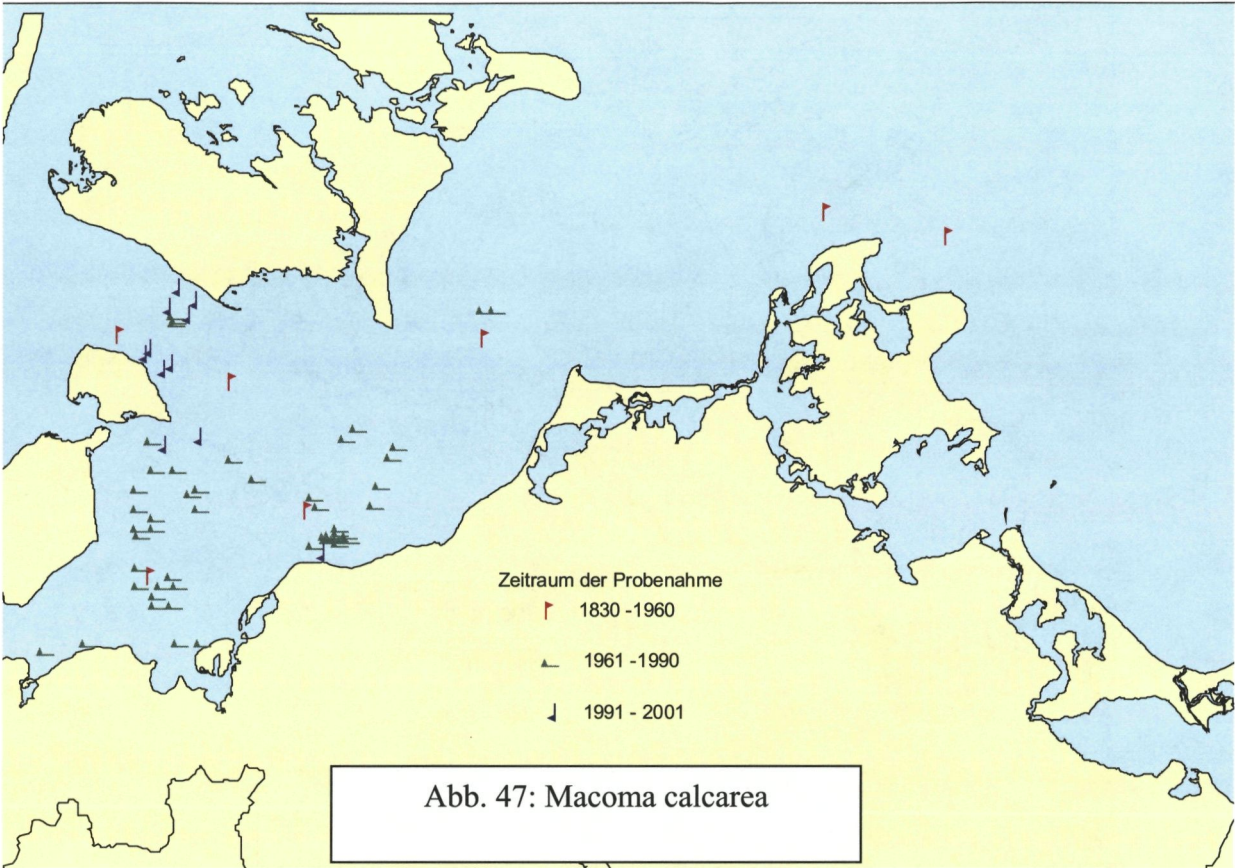 Zeitraum der Probenahme
1830 -1960
1961 -1990
1991 - 2001
Abb. 47: Macoma calcarea